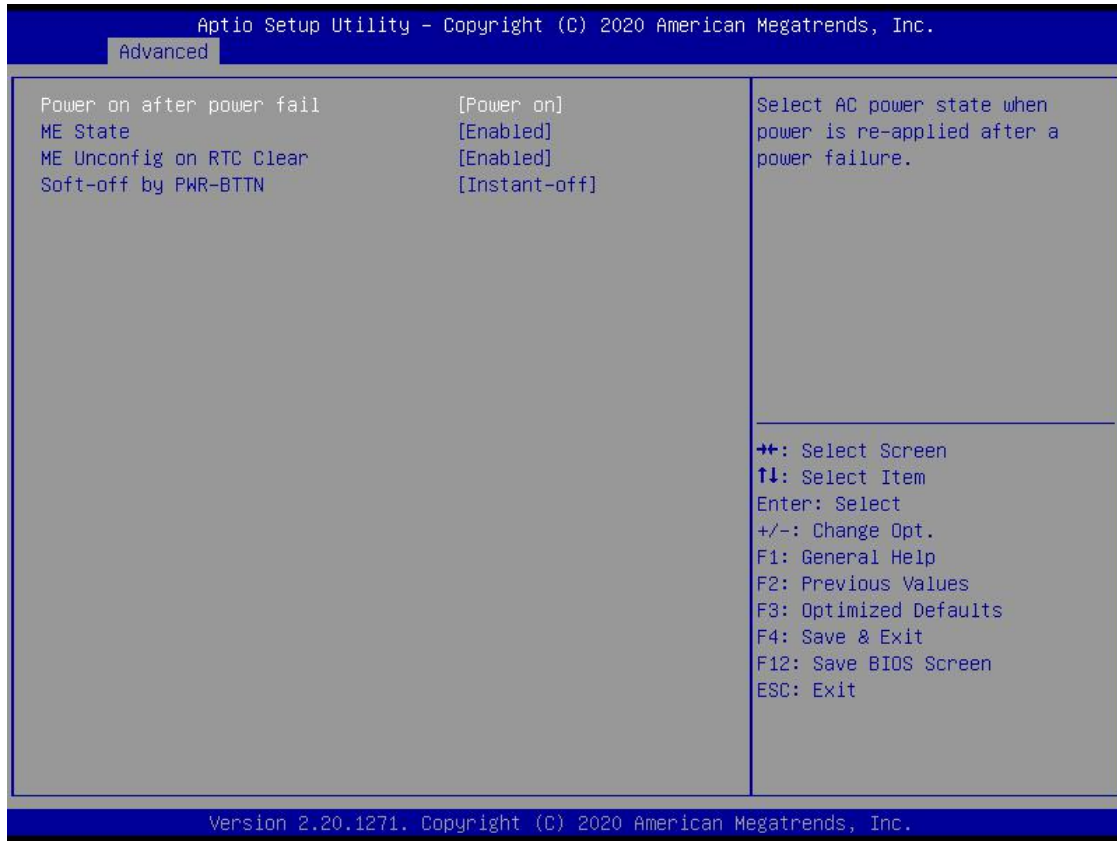 Aptio Setup Utility – Copyright (C) 2020 American Megatrends, Inc.
Advanced
Power on after power fail [Power on]
ME State [Enabled]
ME Unconfig on RTC Clear [Enabled]
Soft-off by PWR-BTTN [Instant-off]
Select AC power state when
power is re-applied after a
power failure.
→←: Select Screen
↑↓: Select Item
Enter: Select
+/-: Change Opt.
F1: General Help
F2: Previous Values
F3: Optimized Defaults
F4: Save & Exit
F12: Save BIOS Screen
ESC: Exit
Version 2.20.1271. Copyright (C) 2020 American Megatrends, Inc.